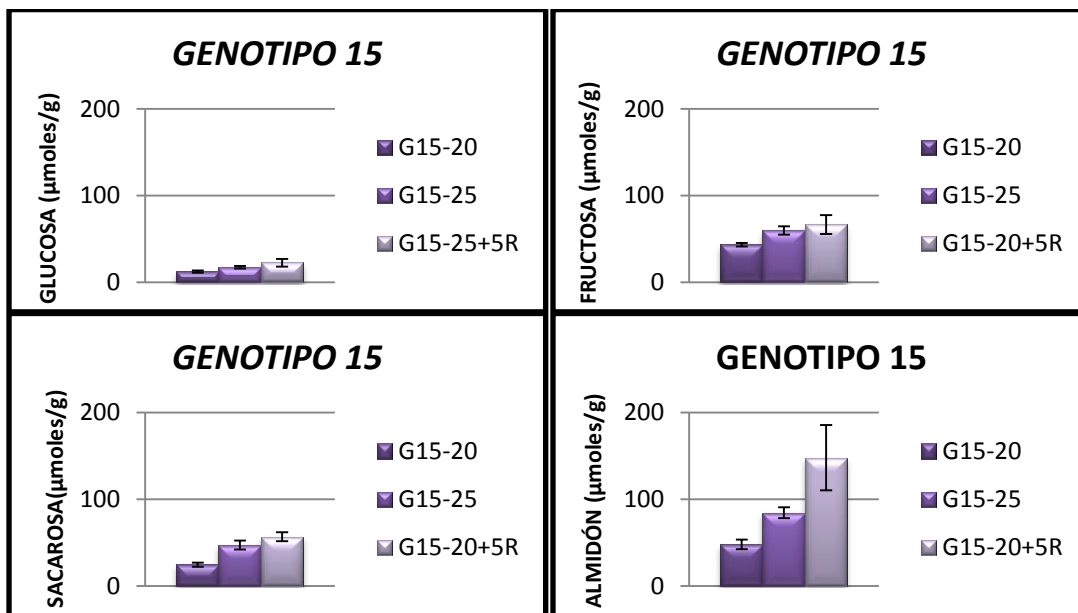 GENOTIPO 15
GLUCOSA (µmoles/g)
200
100
0
G15-20
G15-25
G15-25+5R
GENOTIPO 15
FRUCTOSA (µmoles/g)
200
100
0
G15-20
G15-25
G15-20+5R
GENOTIPO 15
SACAROSA(µmoles/g)
200
100
0
G15-20
G15-25
G15-20+5R
GENOTIPO 15
ALMIDÓN (µmoles/g)
200
100
0
G15-20
G15-25
G15-20+5R